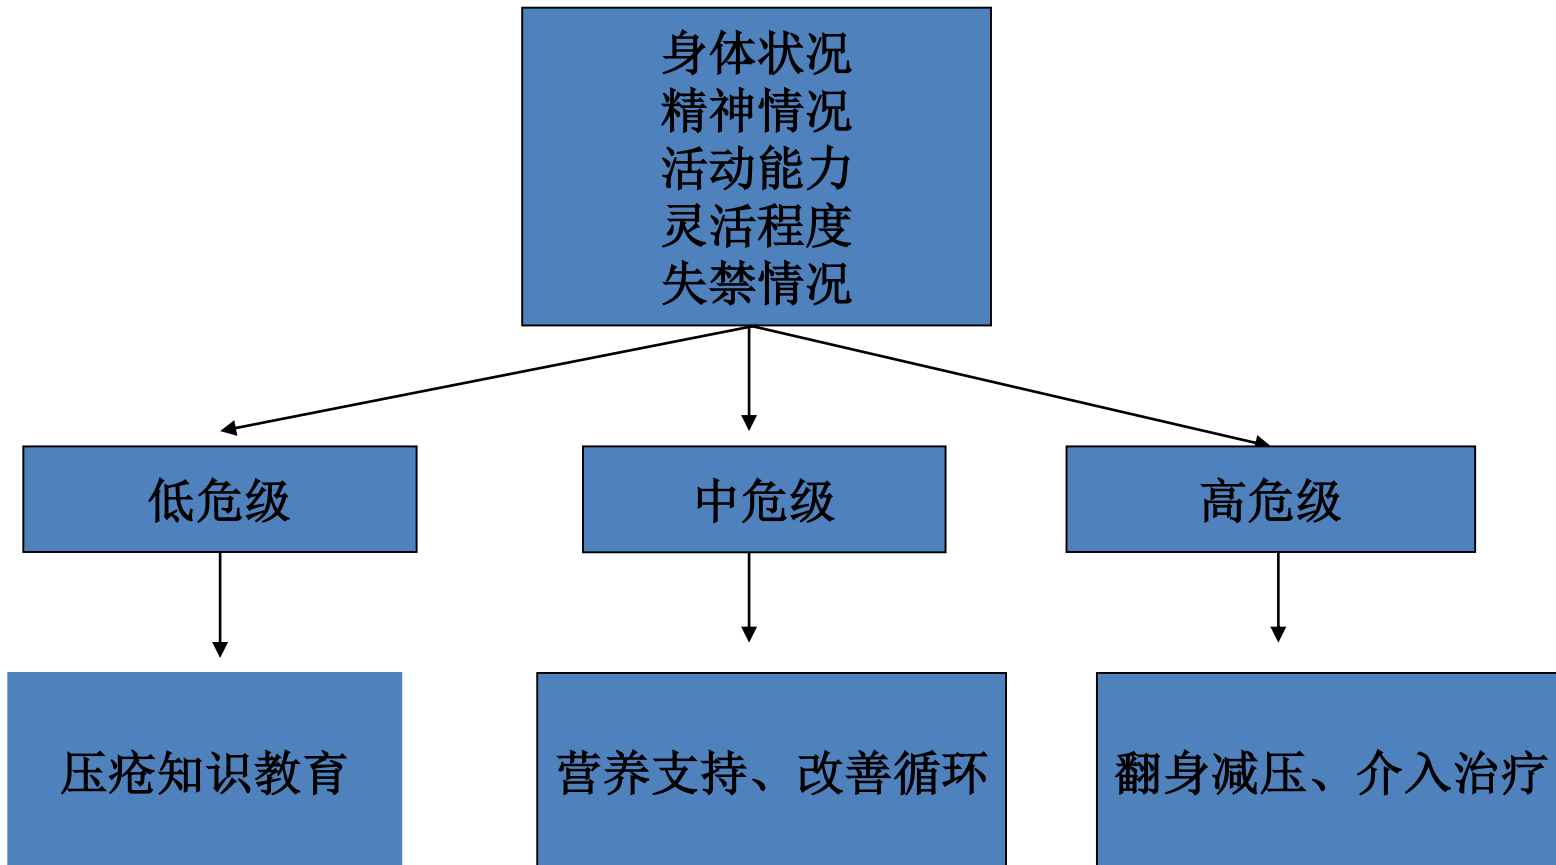 身体状况
精神情况
活动能力
灵活程度
失禁情况
低危级
中危级
高危级
压疮知识教育
营养支持、改善循环
翻身减压、介入治疗